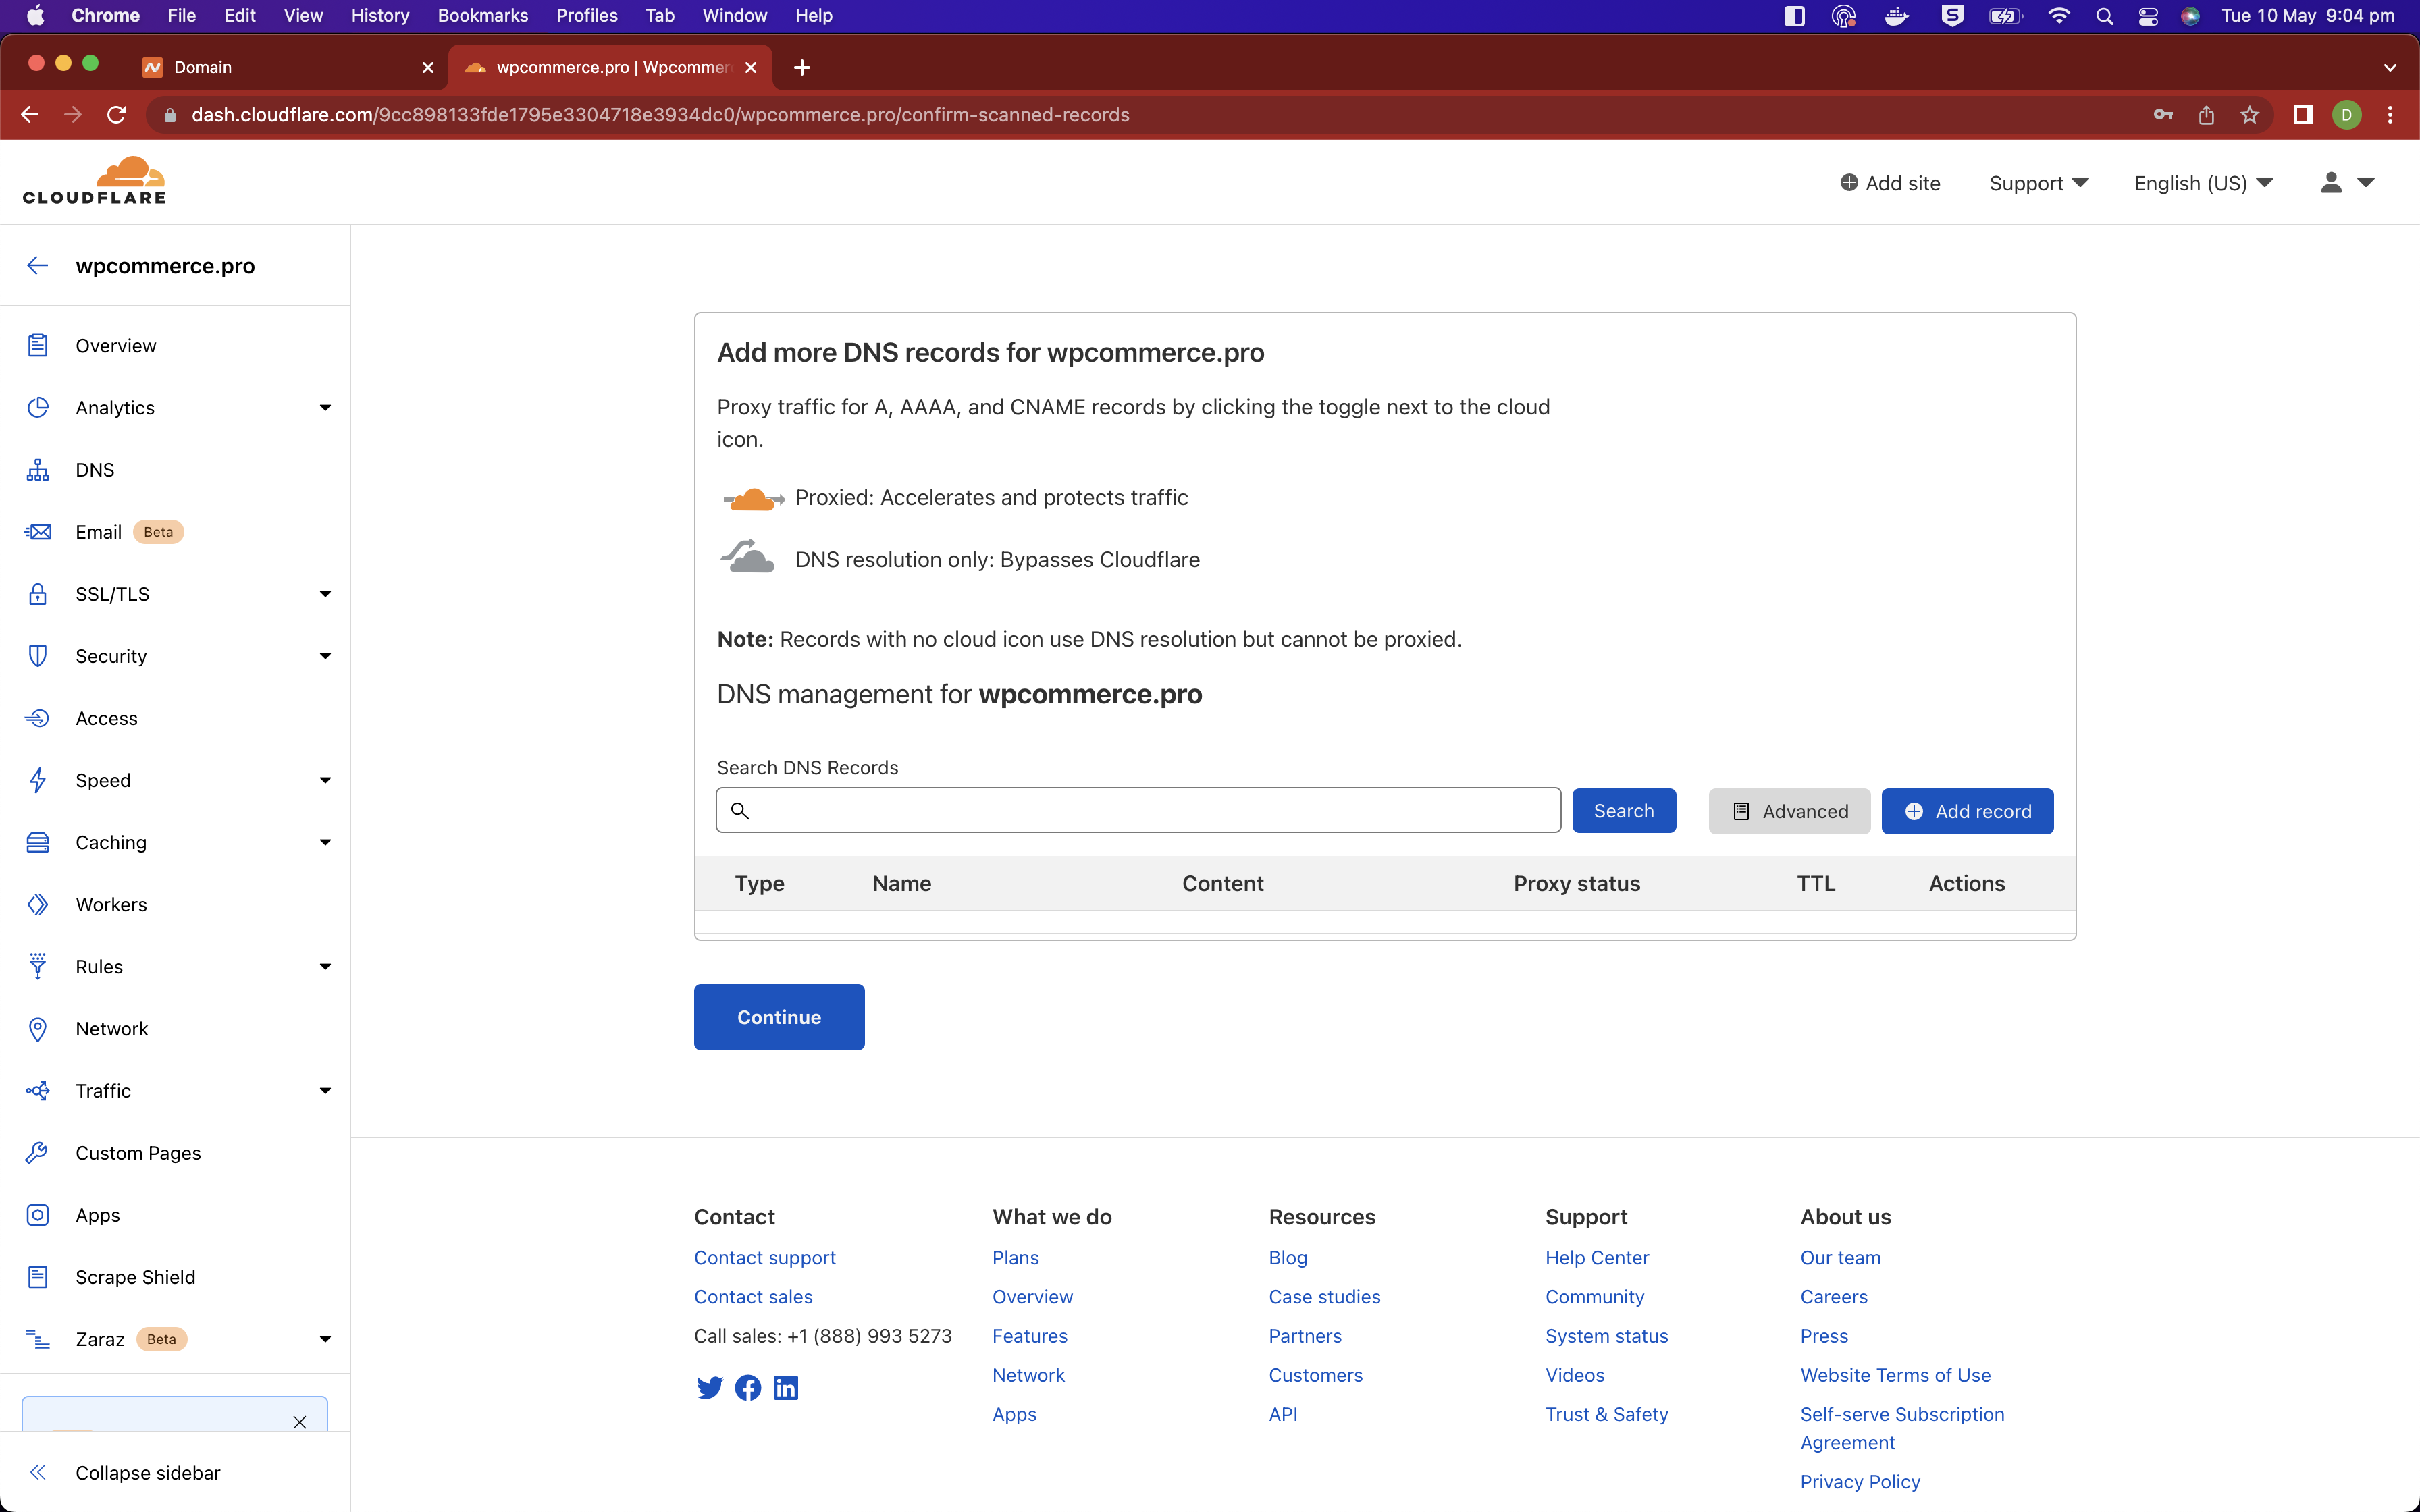 Chrome File Edit View History Bookmarks Profiles Tab Window Help
Tue 10 May 9:04 pm
Domain
wpcommerce.pro | Wpcommer
dash.cloudflare.com/9cc898133fde1795e3304718e3934dc0/wpcommerce.pro/confirm-scanned-records
D
CLOUDFLARE
Add site
Support
English (US)
wpcommerce.pro
Overview
Analytics
DNS
Email Beta
SSL/TLS
Security
Access
Speed
Caching
Workers
Rules
Network
Traffic
Custom Pages
Apps
Scrape Shield
Zaraz Beta
Collapse sidebar
Add more DNS records for wpcommerce.pro
Proxy traffic for A, AAAA, and CNAME records by clicking the toggle next to the cloud
icon.
Proxied: Accelerates and protects traffic
DNS resolution only: Bypasses Cloudflare
Note: Records with no cloud icon use DNS resolution but cannot be proxied.
DNS management for wpcommerce.pro
Search DNS Records
Search
Advanced
Add record
Type Name Content Proxy status TTL Actions
Continue
Contact
Contact support
Contact sales
Call sales: +1 (888) 993 5273
What we do
Plans
Overview
Features
Network
Apps
Resources
Blog
Case studies
Partners
Customers
API
Support
Help Center
Community
System status
Videos
Trust & Safety
About us
Our team
Careers
Press
Website Terms of Use
Self-serve Subscription
Agreement
Privacy Policy